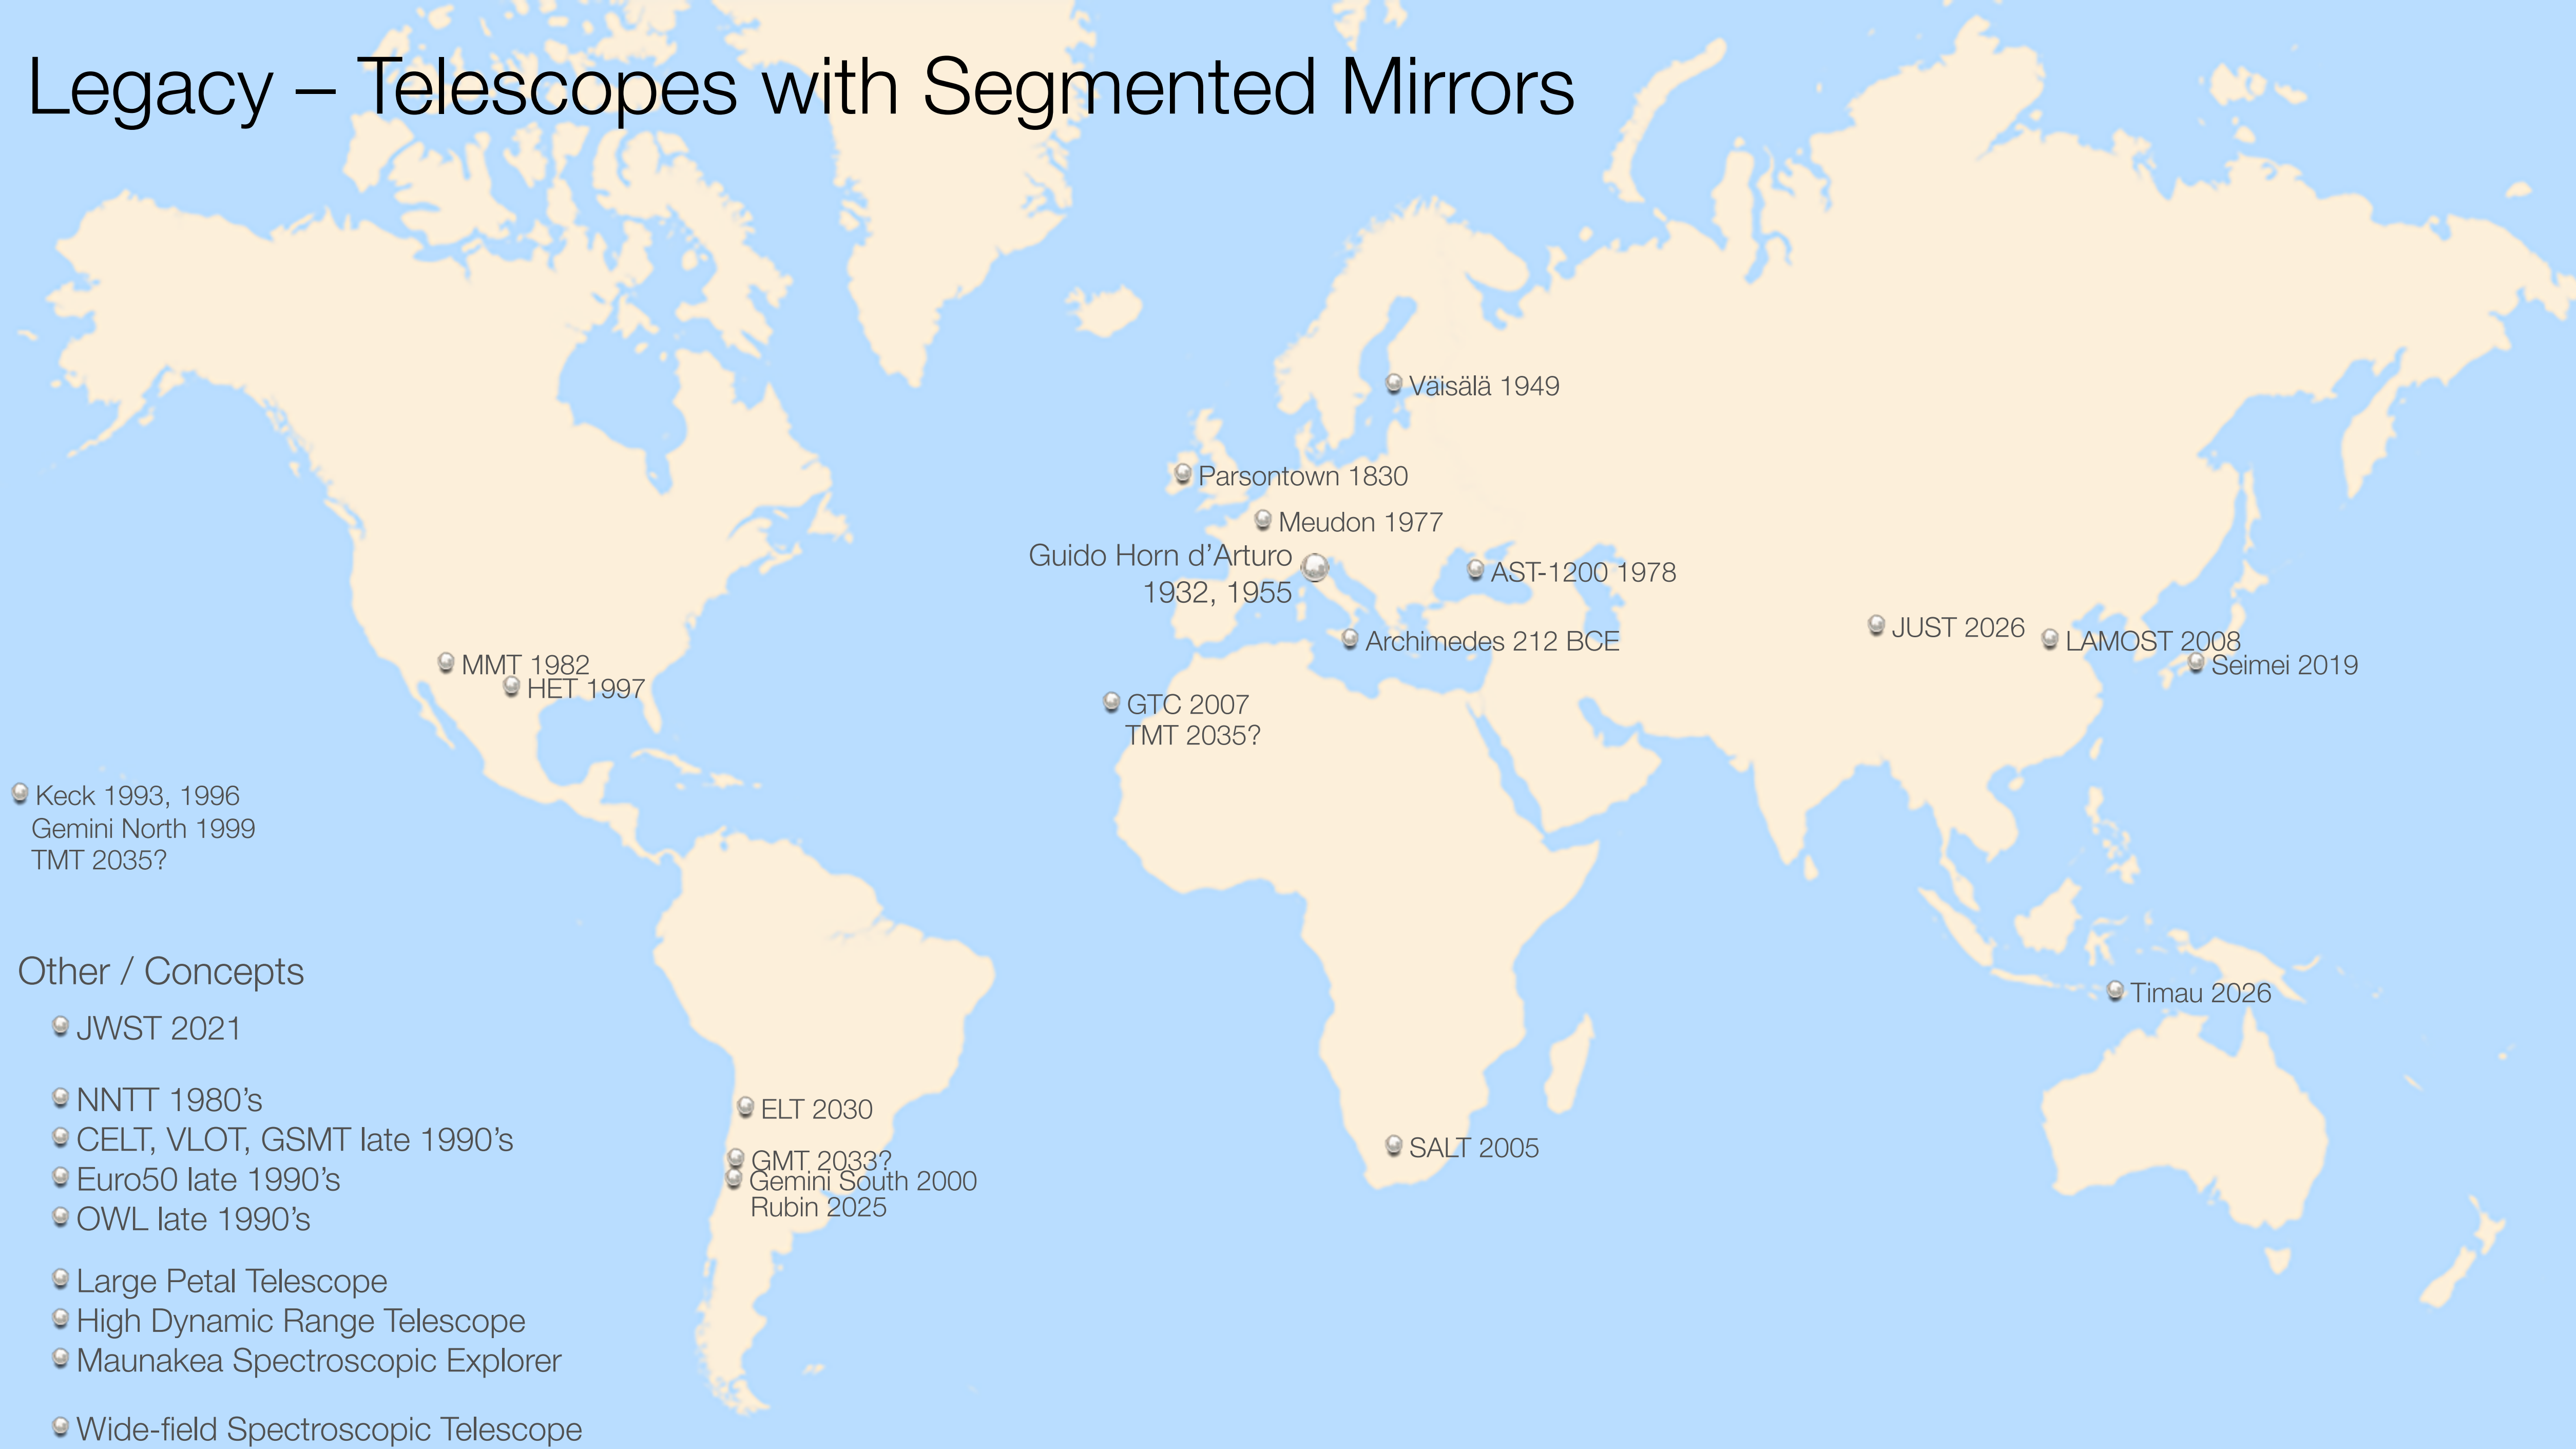 Legacy – Telescopes with Segmented Mirrors
Väisälä 1949
Parsontown 1830
Meudon 1977
Guido Horn d’Arturo
1932, 1955
AST-1200 1978
Archimedes 212 BCE
JUST 2026
LAMOST 2008
Seimei 2019
MMT 1982
HET 1997
GTC 2007
TMT 2035?
Keck 1993, 1996
Gemini North 1999
TMT 2035?
Timau 2026
ELT 2030
GMT 2033?
Gemini South 2000
Rubin 2025
SALT 2005
Other / Concepts
JWST 2021
NNTT 1980’s
CELT, VLOT, GSMT late 1990’s
Euro50 late 1990’s
OWL late 1990’s
Large Petal Telescope
High Dynamic Range Telescope
Maunakea Spectroscopic Explorer
Wide-field Spectroscopic Telescope